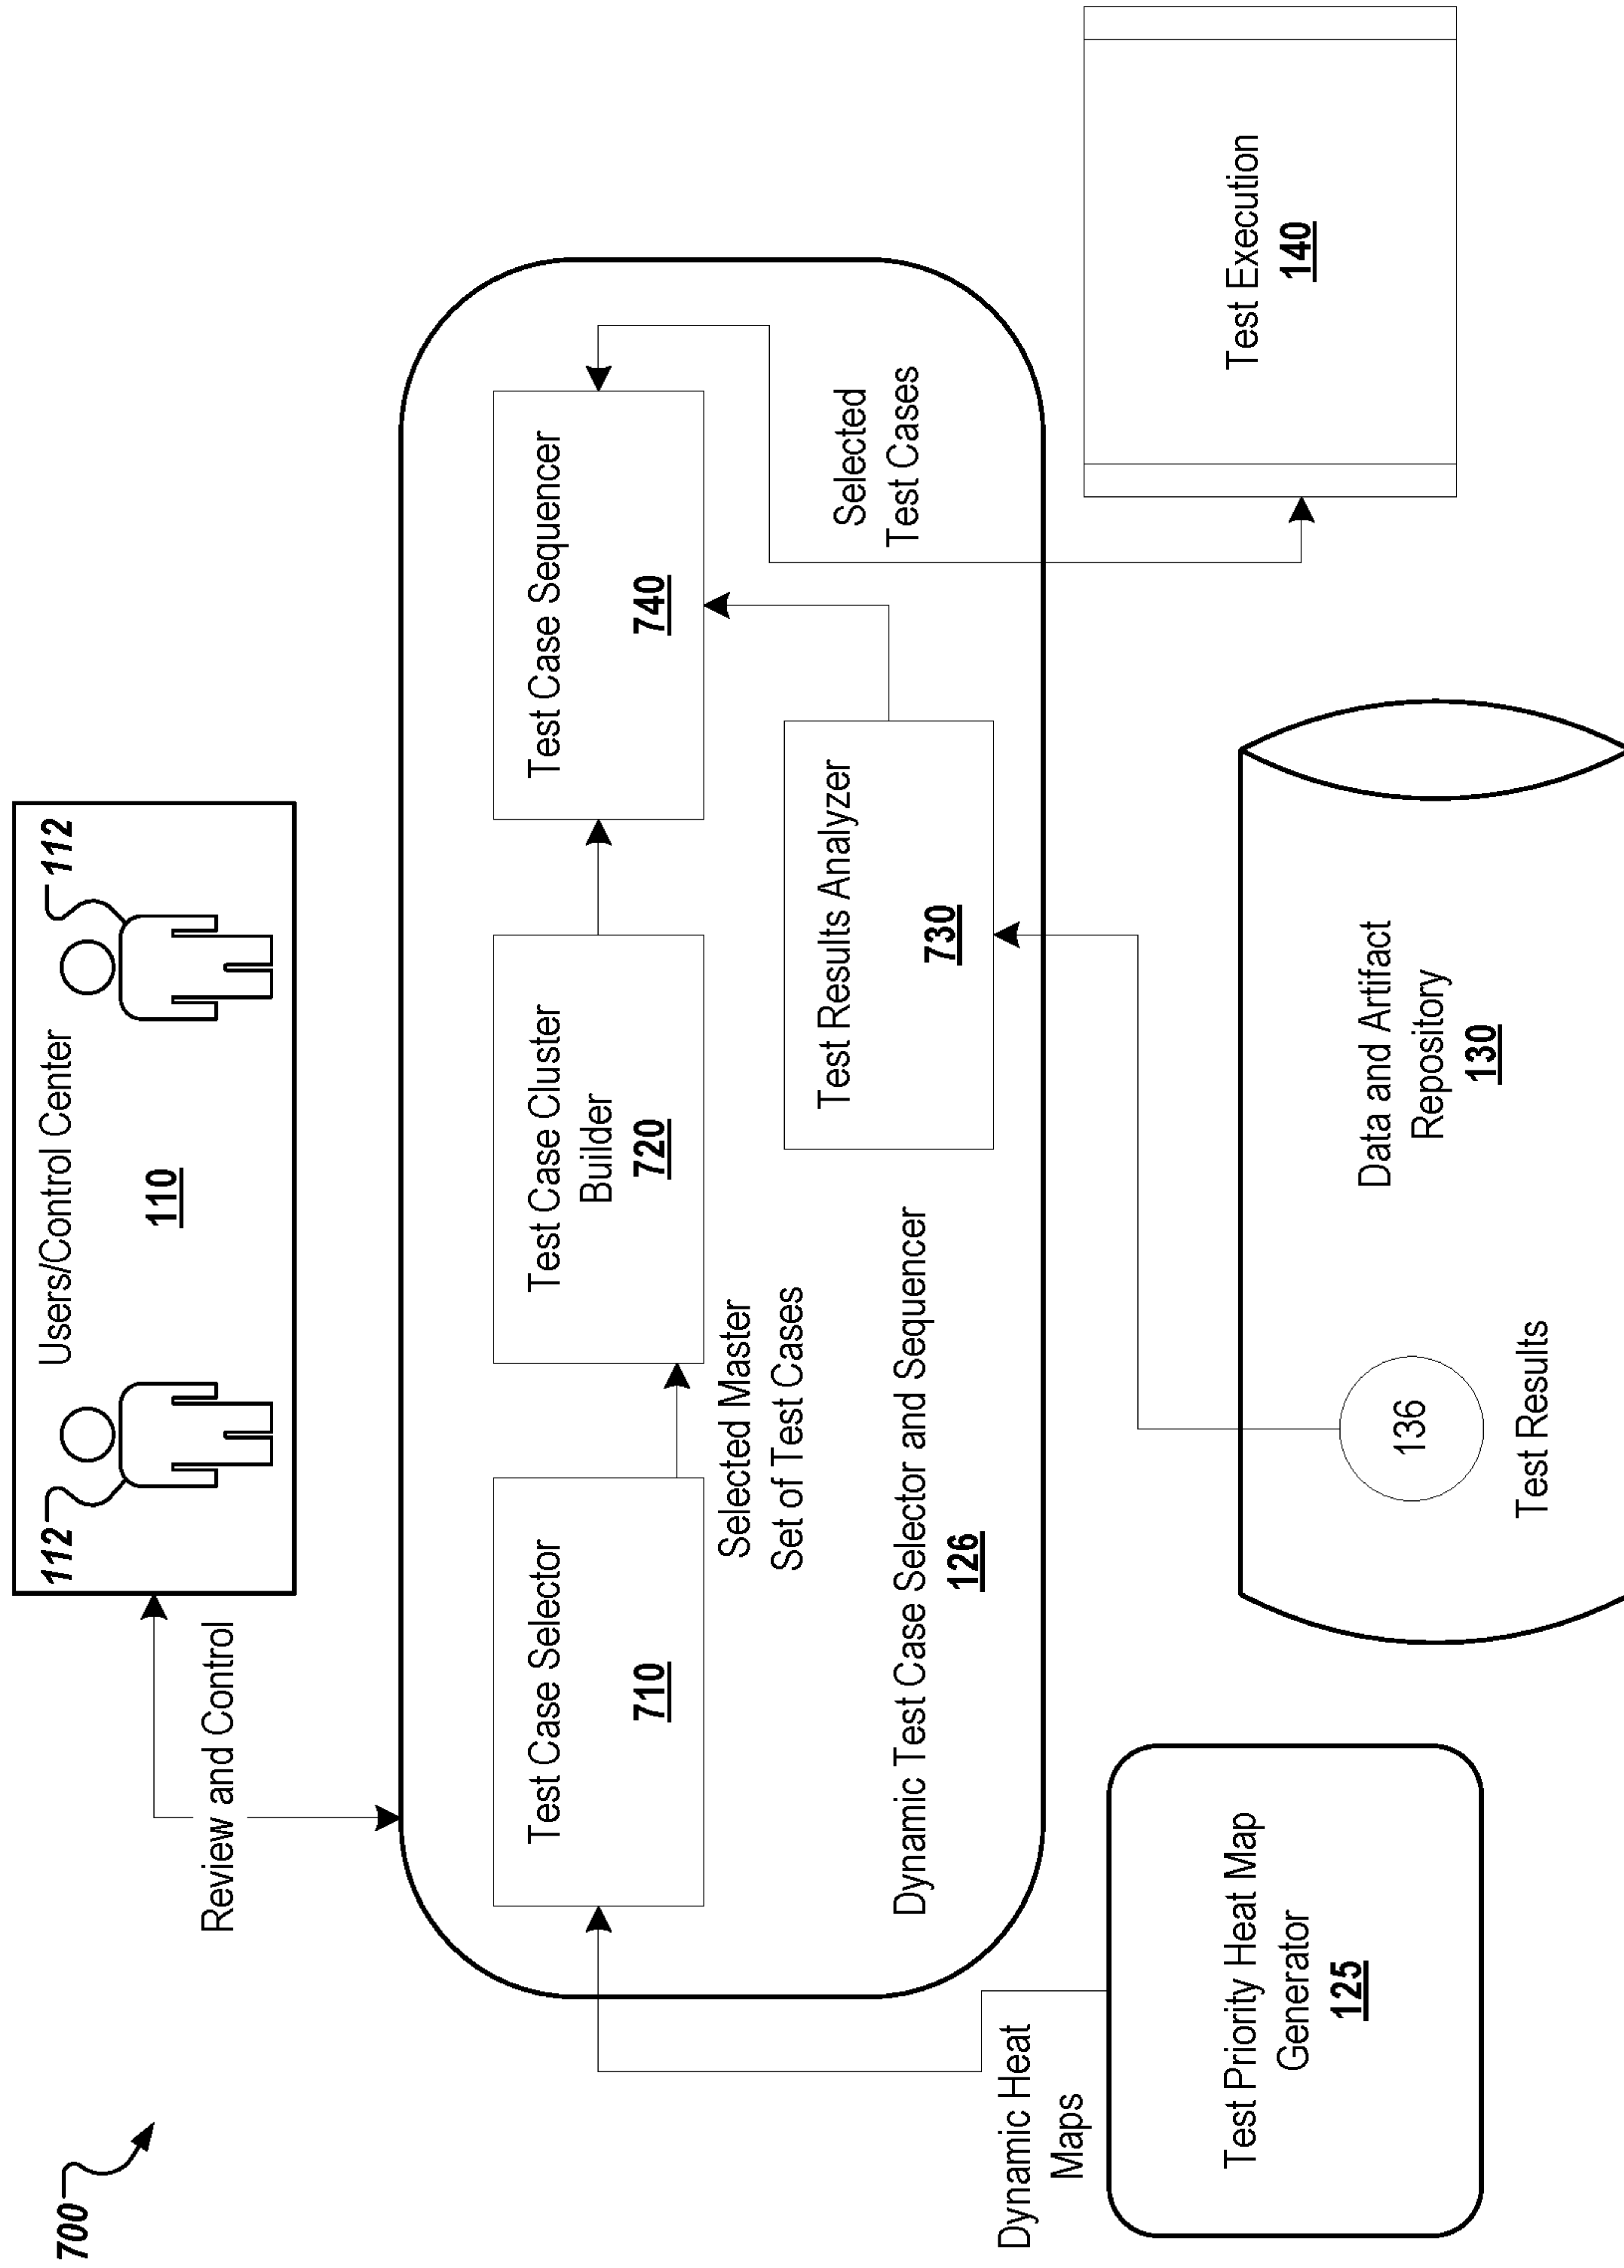 700
Users/Control Center
112
112
110
Review and Control
Test Case Selector
710
Selected Master
Set of Test Cases
Test Case Cluster
Builder
720
Test Case Sequencer
740
Test Results Analyzer
730
Selected
Test Cases
Dynamic Test Case Selector and Sequencer
126
Dynamic Heat
Maps
Test Priority Heat Map
Generator
125
136
Test Results
Data and Artifact
Repository
130
Test Execution
140